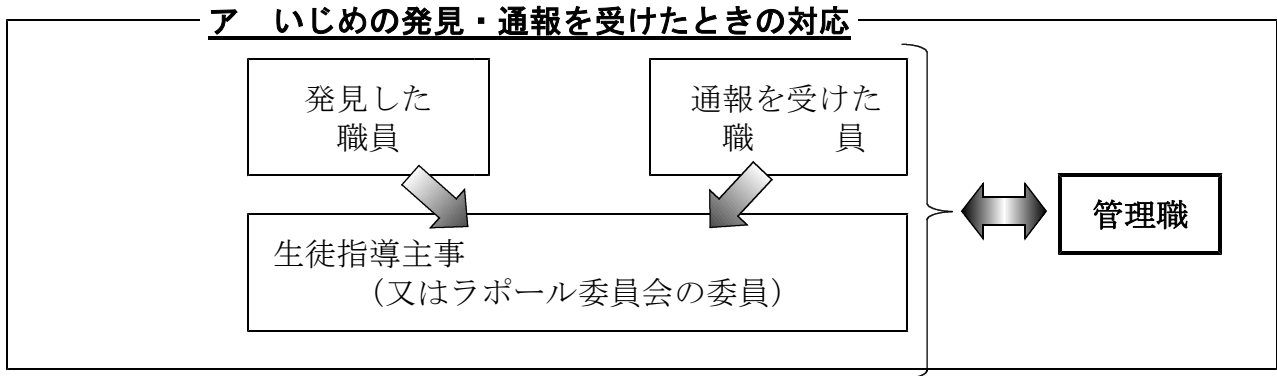 ア　いじめの発見・通報を受けたときの対応
発見した
職員
通報を受けた
職　　員
生徒指導主事
（又はラポール委員会の委員）
管理職